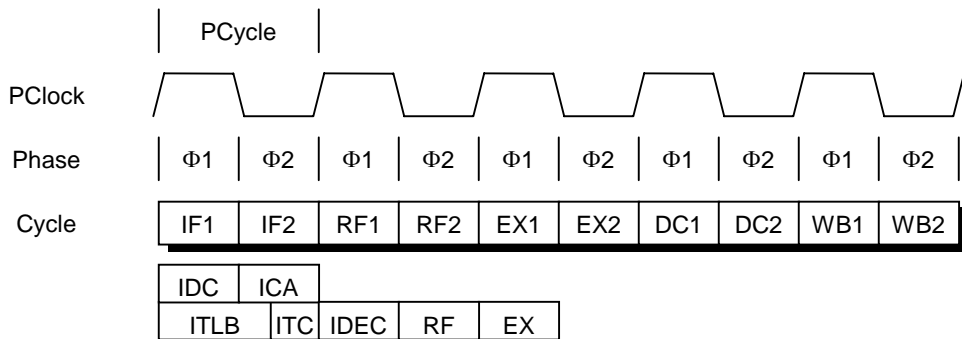 PCycle
PClock
Phase Φ1 Φ2 Φ1 Φ2 Φ1 Φ2 Φ1 Φ2 Φ1 Φ2
Cycle IF1 IF2 RF1 RF2 EX1 EX2 DC1 DC2 WB1 WB2
IDC ICA
ITLB ITC IDEC RF EX